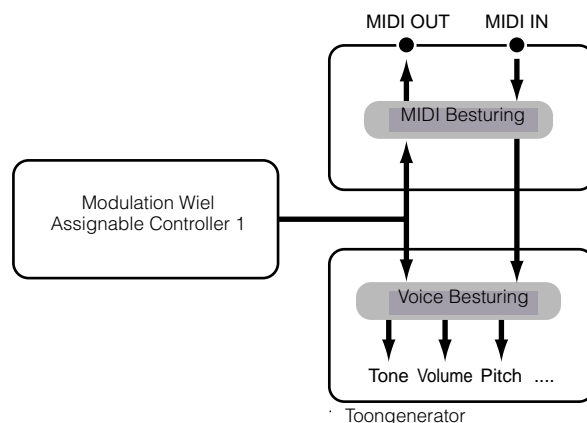 MIDI OUT MIDI IN
MIDI Besturing
Modulation Wiel
Assignable Controller 1
Voice Besturing
Tone Volume Pitch ....
Toongenerator